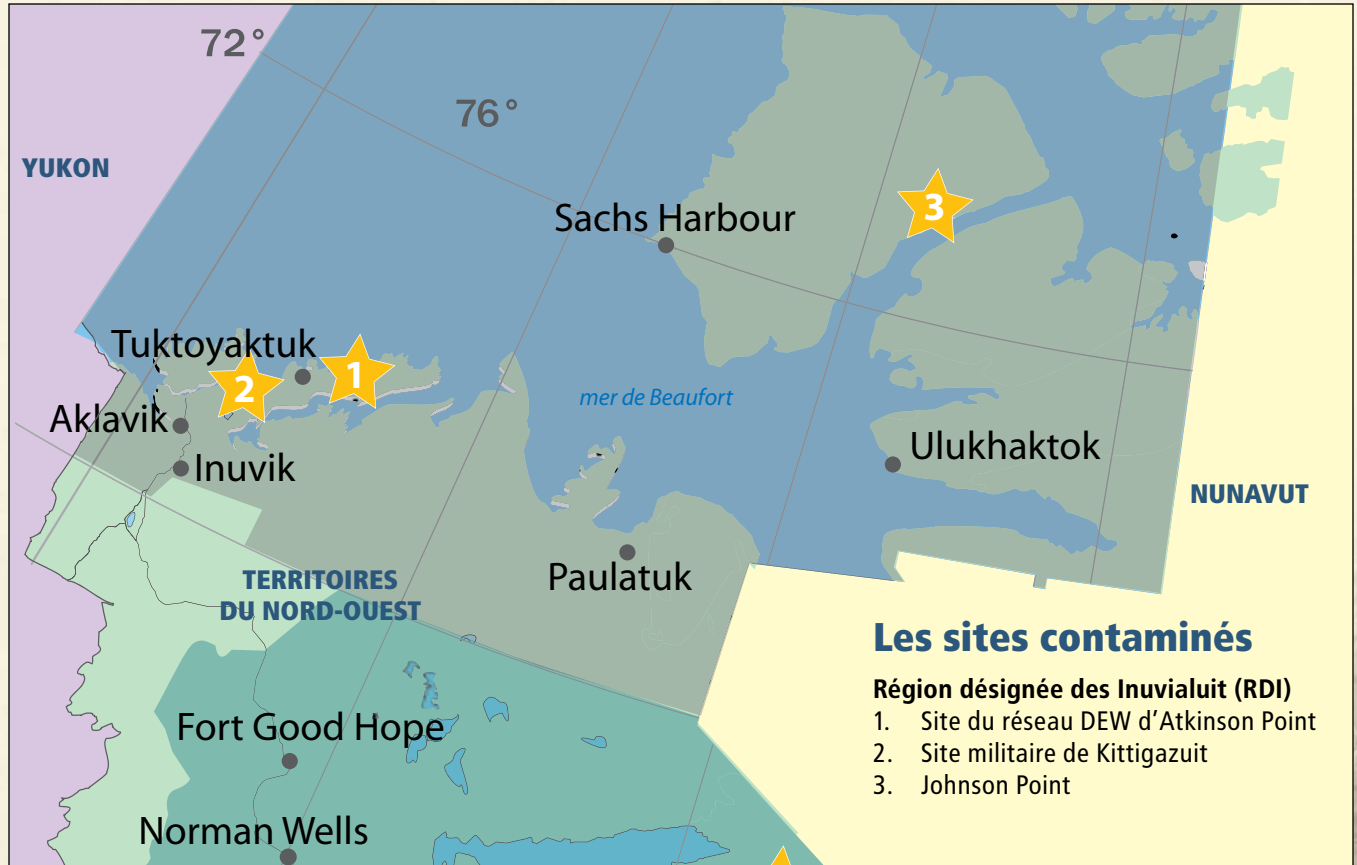 72°
76°
YUKON
3
Sachs Harbour
Tuktoyaktuk
1
2
mer de Beaufort
Aklavik
Ulukhaktok
Inuvik
NUNAVUT
Paulatuk
TERRITOIRES
DU NORD-OUEST
Les sites contaminés
Région désignée des Inuvialuit (RDI)
1. Site du réseau DEW d'Atkinson Point
2. Site militaire de Kittigazuit
3. Johnson Point
Fort Good Hope
Norman Wells